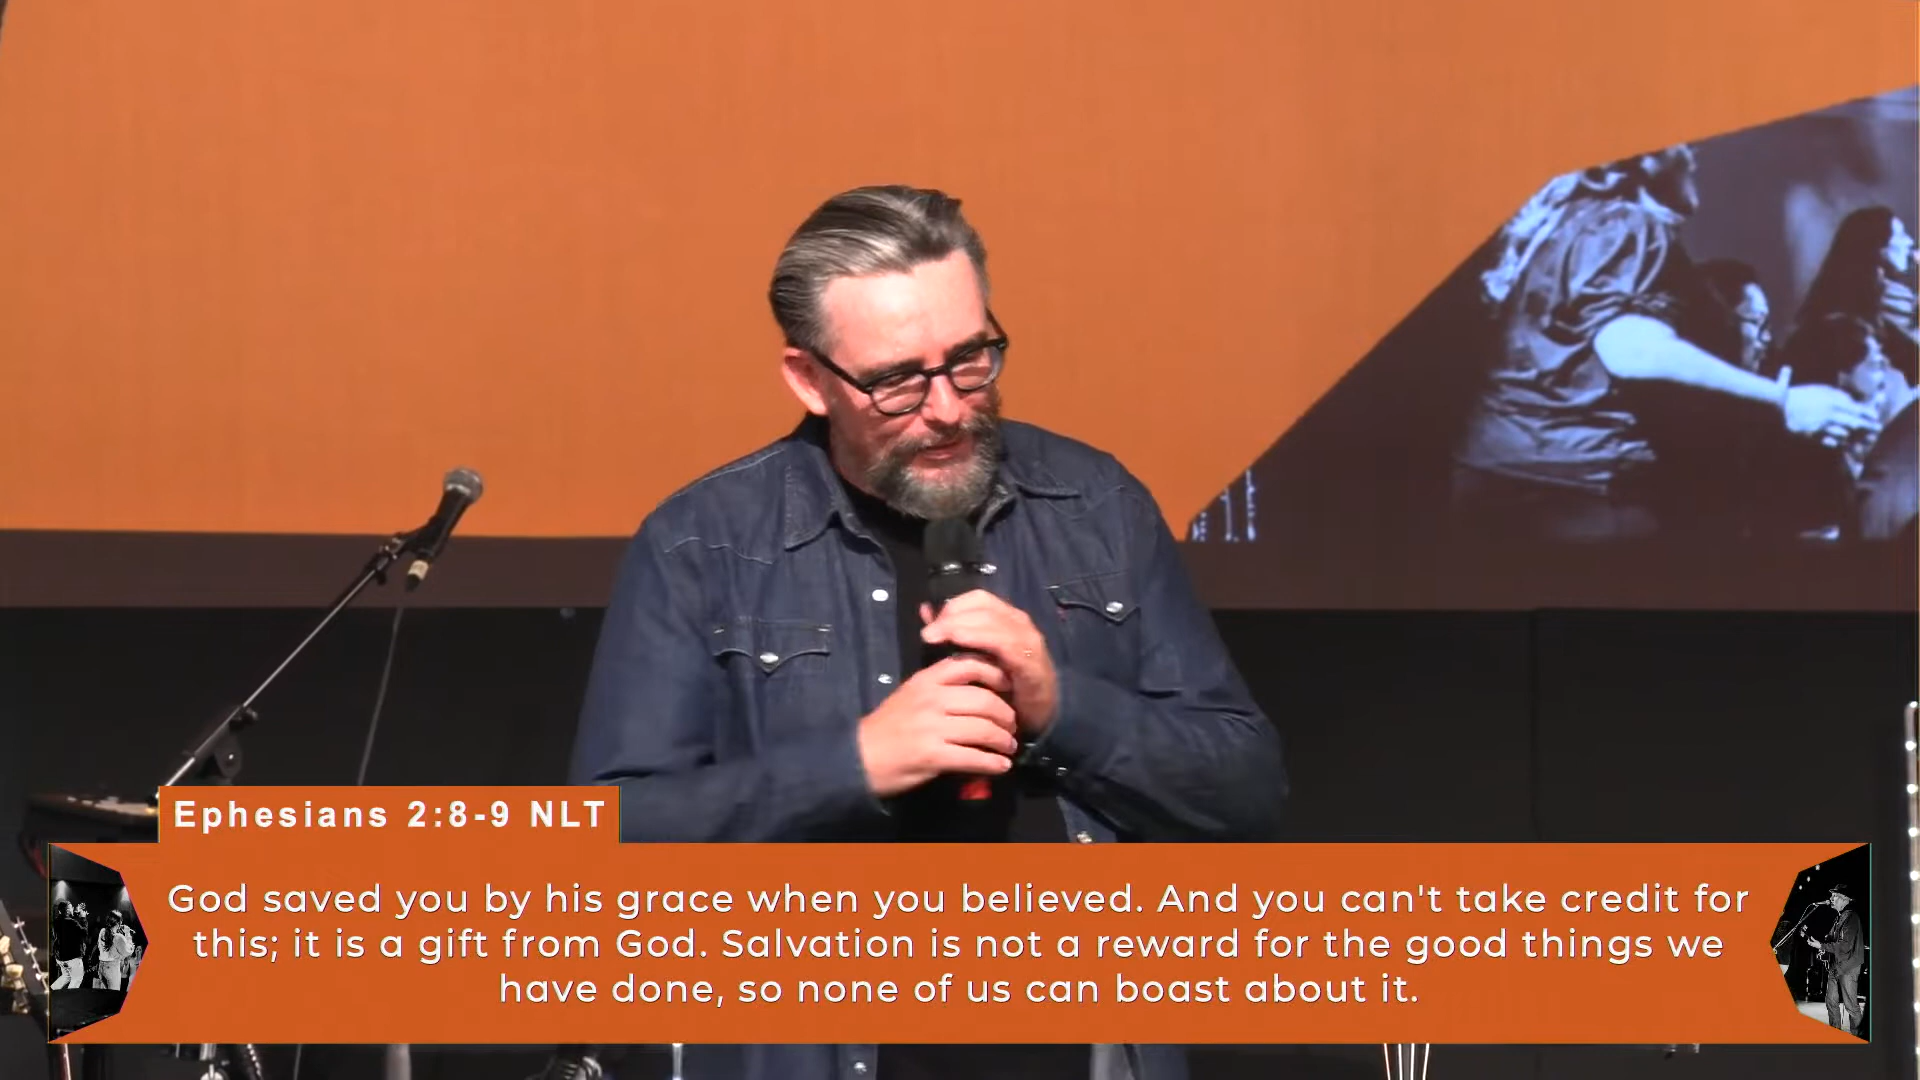 Ephesians 2:8-9 NLT
God saved you by his grace when you believed. And you can't take credit for
this; it is a gift from God. Salvation is not a reward for the good things we
have done, so none of us can boast about it.